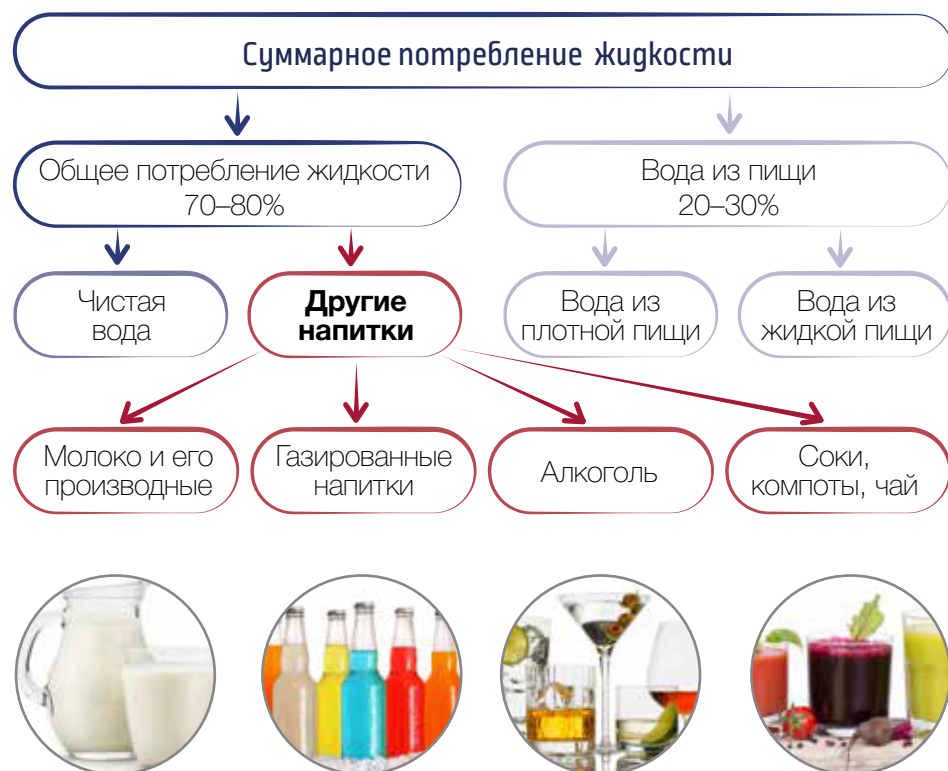 Суммарное потребление жидкости
Общее потребление жидкости
70–80%
Вода из пищи
20–30%
Чистая
вода
Другие
напитки
Вода из
плотной пищи
Вода из
жидкой пищи
Молоко и его
производные
Газированные
напитки
Алкоголь
Соки,
компоты, чай